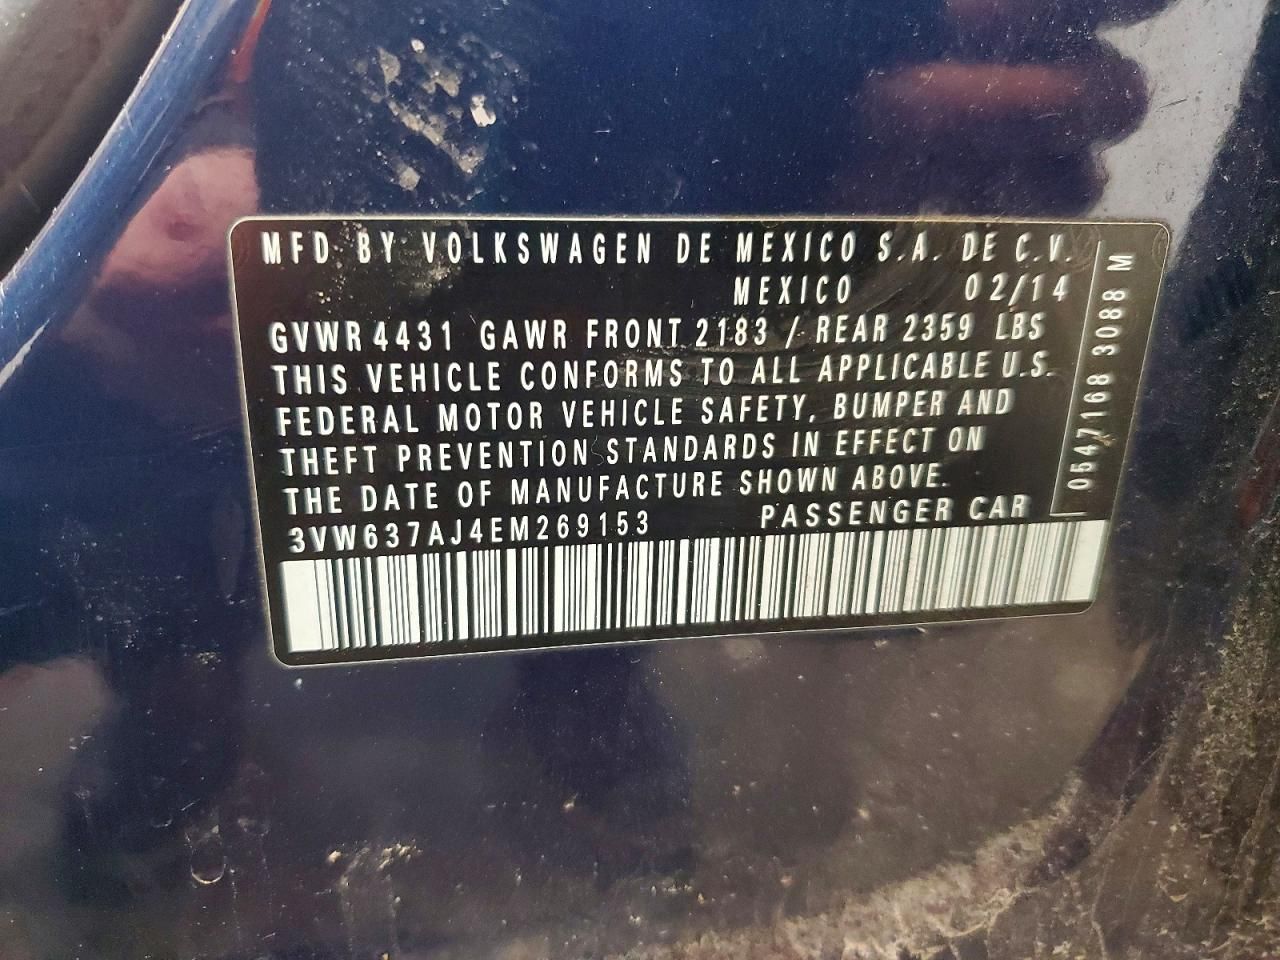 MFD BY VOLKSWAGEN DE MEXICO S.A. DE C.V.
MEXICO 02/14
GVWR 4431 GAWR FRONT 2183 / REAR 2359 LBS
THIS VEHICLE CONFORMS TO ALL APPLICABLE U.S.
FEDERAL MOTOR VEHICLE SAFETY, BUMPER AND
THEFT PREVENTION STANDARDS IN EFFECT ON
THE DATE OF MANUFACTURE SHOWN ABOVE.
3VW637AJ4EM269153 PASSENGER CAR
0547168 3088 M